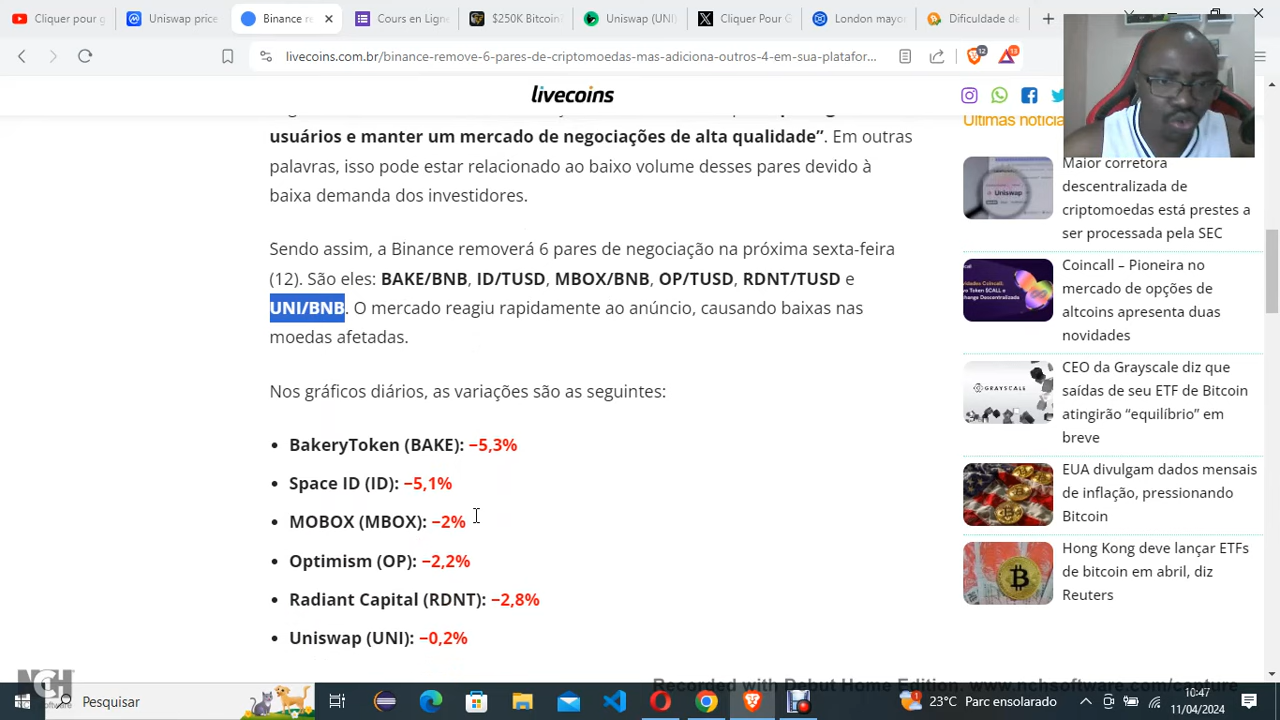 Cliquer pour g
Uniswap price
Binance re
Cours en Lign
$250K Bitcoin
Uniswap (UNI)
Cliquer Pour G
London mayor
Dificuldade de
livecoins.com.br/binance-remove-6-pares-de-criptomoedas-mas-adiciona-outros-4-em-sua-platafor...
12
13
livecoins
usuários e manter um mercado de negociações de alta qualidade”. Em outras
palavras, isso pode estar relacionado ao baixo volume desses pares devido à
baixa demanda dos investidores.
Sendo assim, a Binance removerá 6 pares de negociação na próxima sexta-feira
(12). São eles: BAKE/BNB, ID/TUSD, MBOX/BNB, OP/TUSD, RDNT/TUSD e
UNI/BNB. O mercado reagiu rapidamente ao anúncio, causando baixas nas
moedas afetadas.
Nos gráficos diários, as variações são as seguintes:
• BakeryToken (BAKE): −5,3%
• Space ID (ID): −5,1%
• MOBOX (MBOX): −2%
• Optimism (OP): −2,2%
• Radiant Capital (RDNT): −2,8%
• Uniswap (UNI): −0,2%
Últimas notícia
Maior corretora
descentralizada de
criptomoedas está prestes a
ser processada pela SEC
Uniswap
Coincall – Pioneira no
mercado de opções de
altcoins apresenta duas
novidades
CEO da Grayscale diz que
saídas de seu ETF de Bitcoin
atingirão “equilíbrio” em
breve
GRAYSCALE
EUA divulgam dados mensais
de inflação, pressionando
Bitcoin
Hong Kong deve lançar ETFs
de bitcoin em abril, diz
Reuters
NCH
software.com
Recorded with Debut Home Edition. www.nchsoftware.com/capture
Pesquisar
1
23°C Parc ensolarado
10:47
11/04/2024